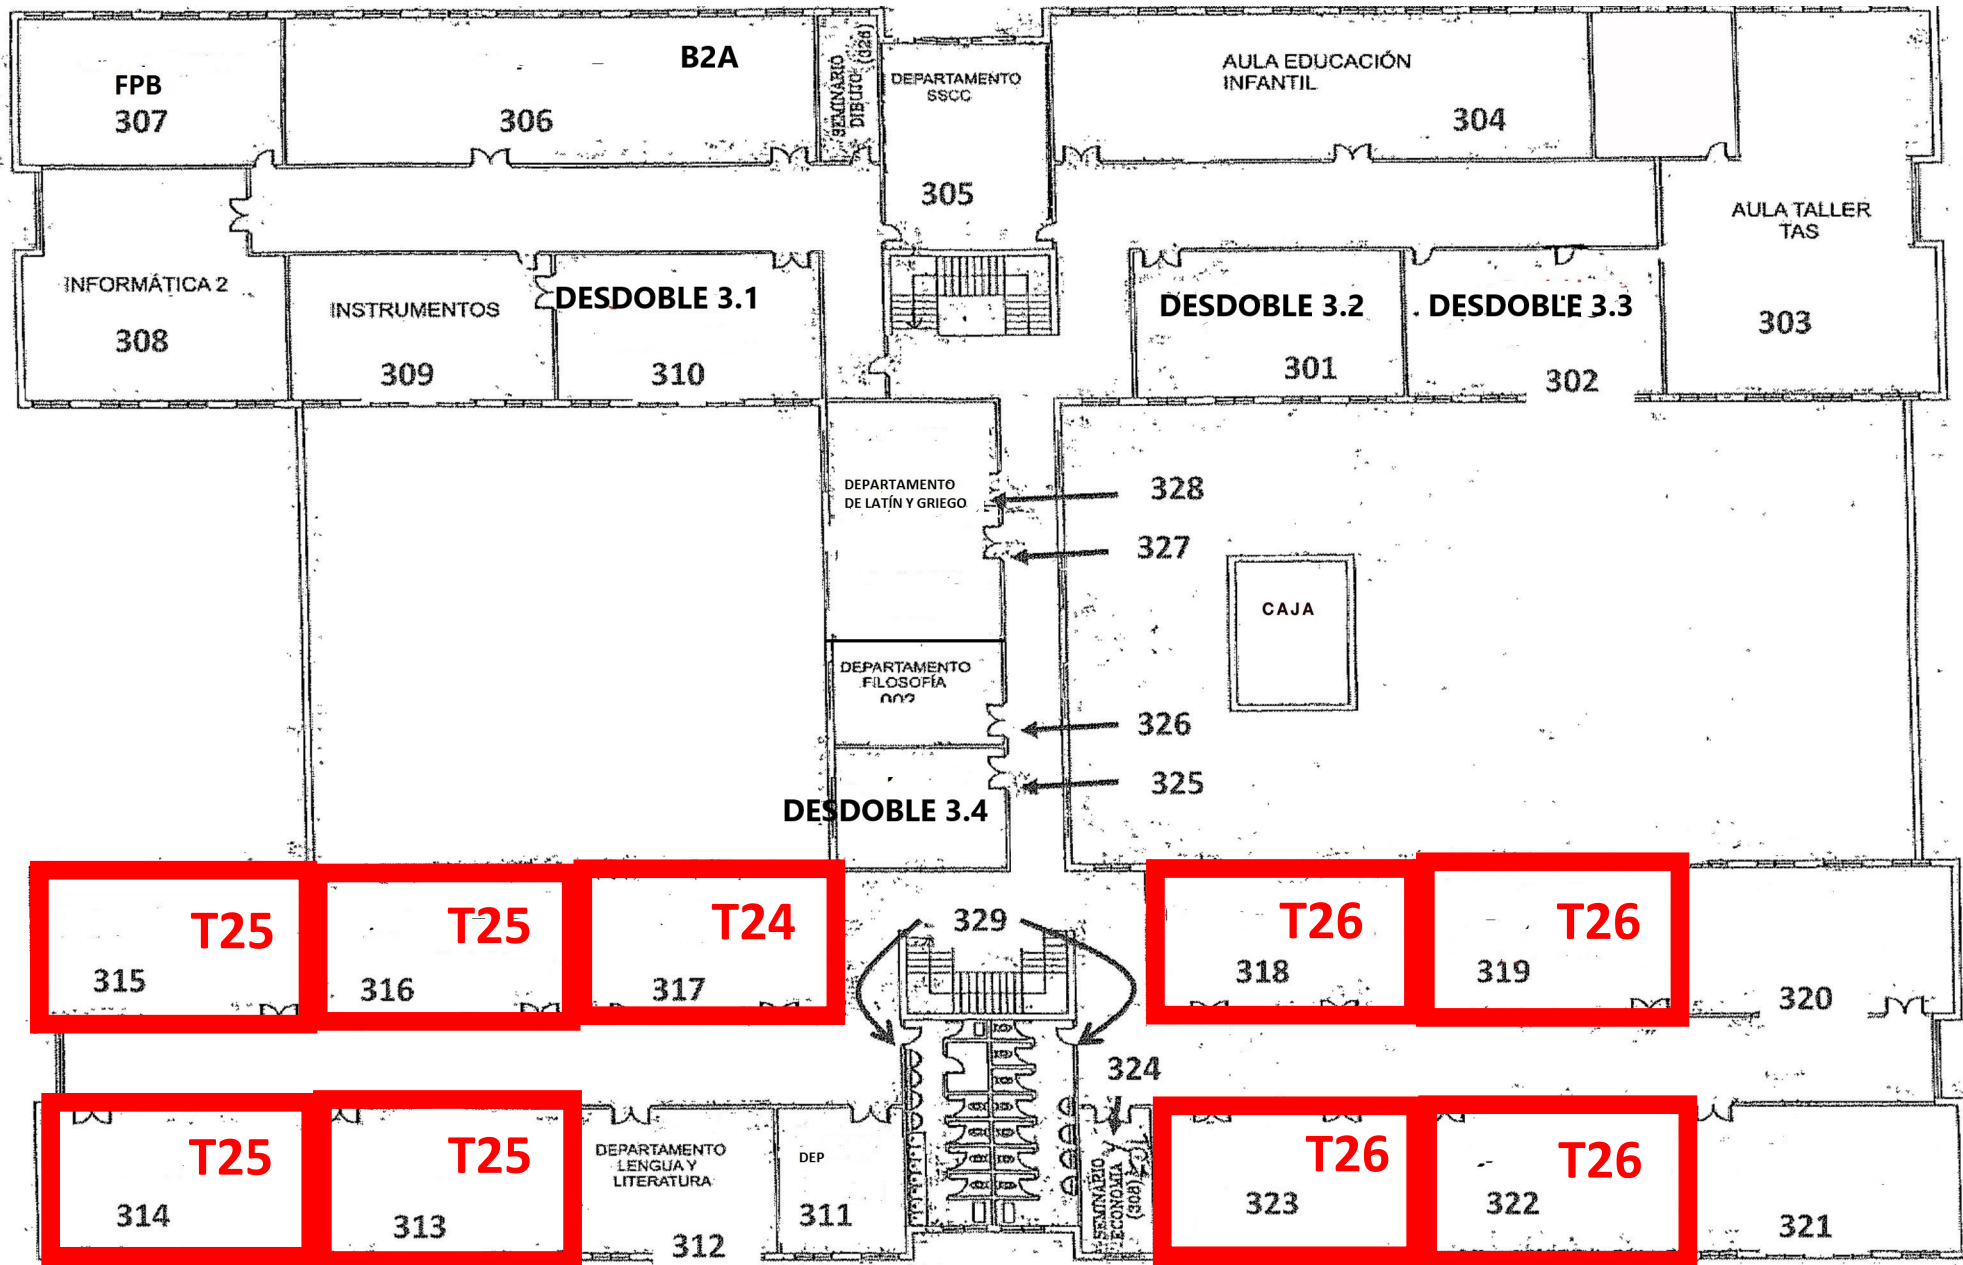 FPB
307
B2A
306
SEMINARIO
DIBUJO (326)
DEPARTAMENTO
SSCC
305
AULA EDUCACIÓN
INFANTIL
304
AULA TALLER
TAS
303
INFORMÁTICA 2
308
INSTRUMENTOS
309
DESDOBLE 3.1
310
DESDOBLE 3.2
301
DESDOBLE 3.3
302
DEPARTAMENTO
DE LATÍN Y GRIEGO
328
327
CAJA
DEPARTAMENTO
FILOSOFÍA
326
325
DESDOBLE 3.4
T25
315
T25
316
T24
317
329
T26
318
T26
319
320
324
T25
314
T25
313
DEPARTAMENTO
LENGUA Y
LITERATURA
312
DEP
311
SEMINARIO
ECONOMIA Y
(308)
T26
323
T26
322
321